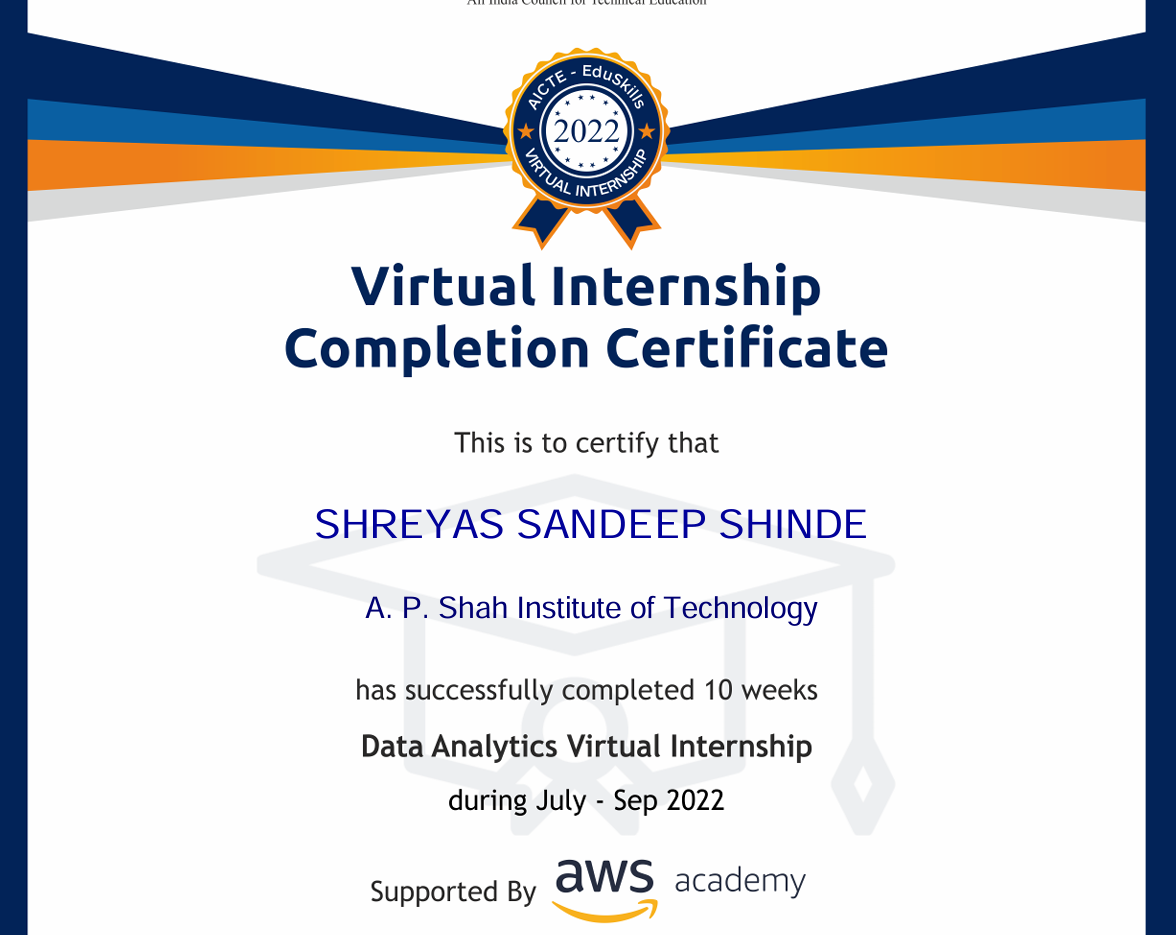 All India Council for Technical Education
AICTE - EduSkills
2022
VIRTUAL INTERNSHIP
Virtual Internship
Completion Certificate
This is to certify that
SHREYAS SANDEEP SHINDE
A. P. Shah Institute of Technology
has successfully completed 10 weeks
Data Analytics Virtual Internship
during July - Sep 2022
Supported By aws academy